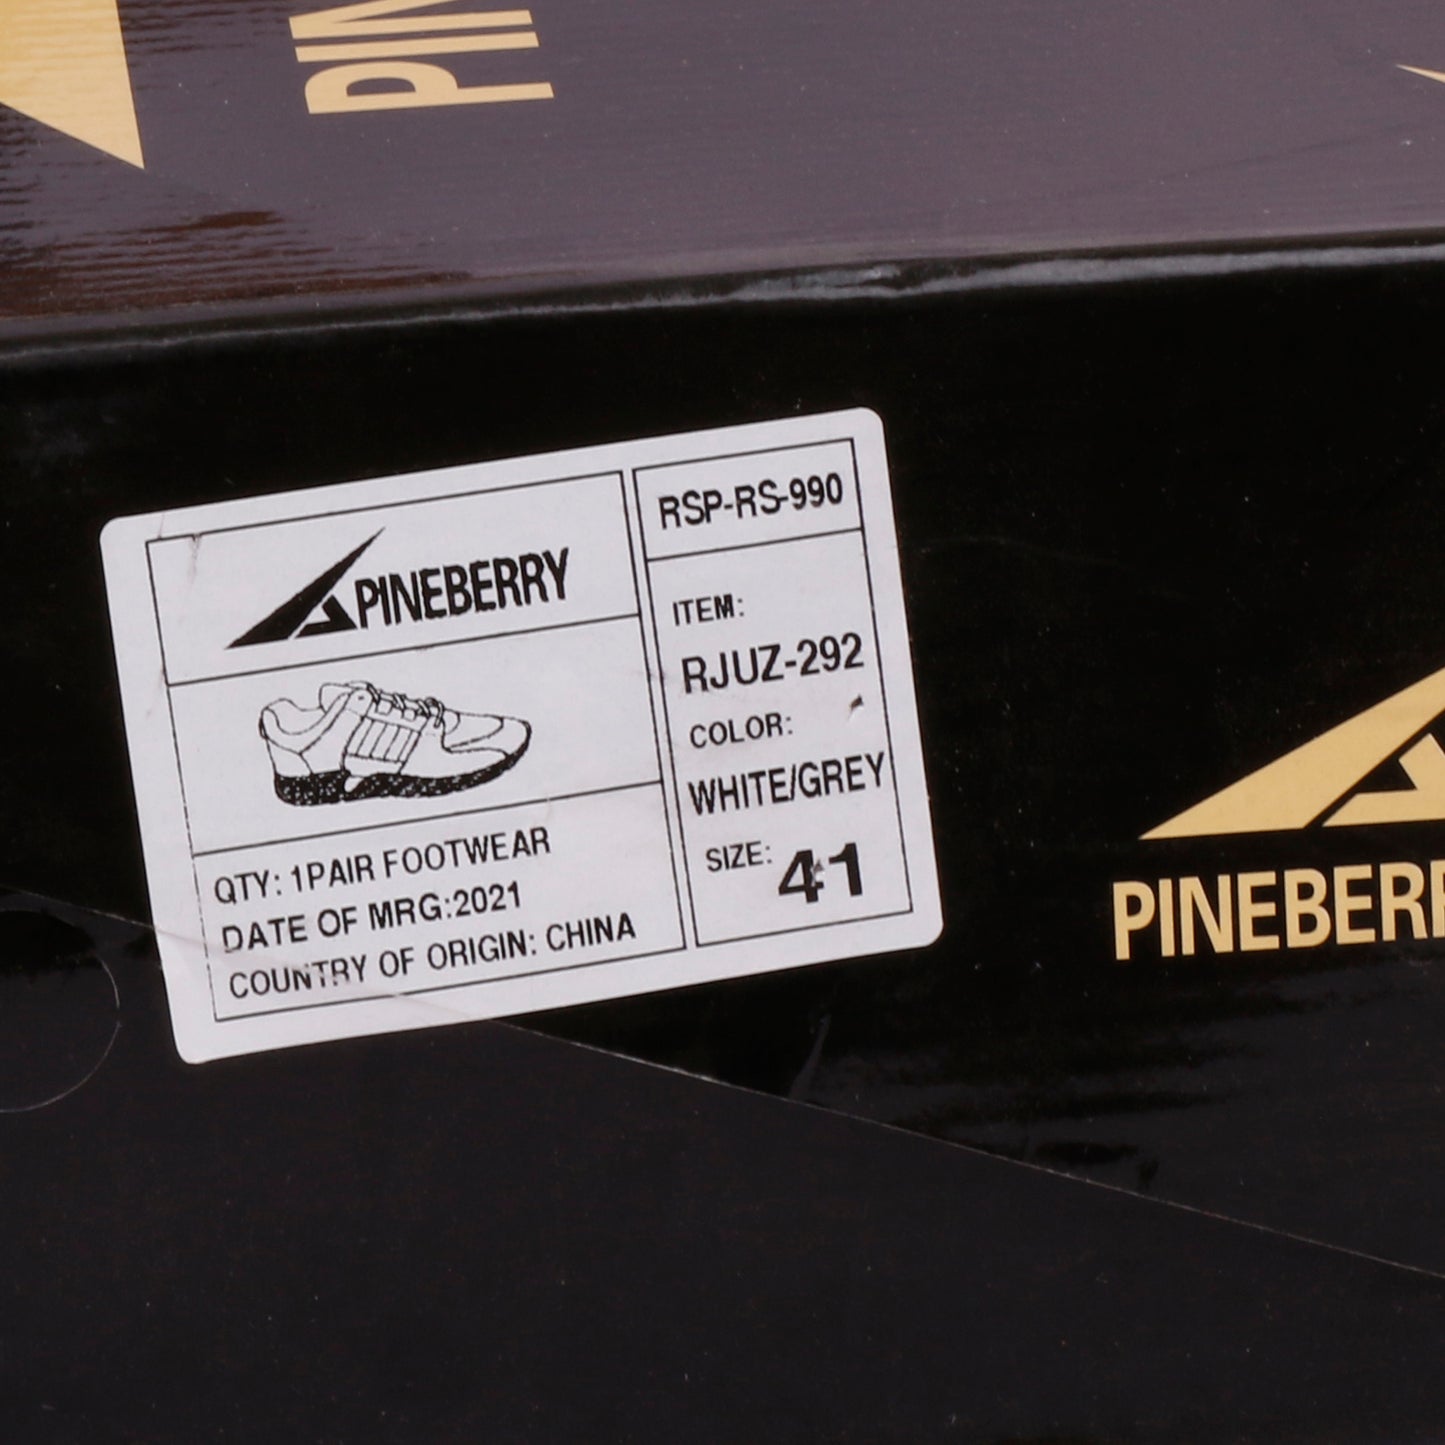 PIN
PINEBERRY
QTY: 1PAIR FOOTWEAR
DATE OF MRG:2021
COUNTRY OF ORIGIN: CHINA
RSP-RS-990
ITEM:
RJUZ-292
COLOR:
WHITE/GREY
SIZE: 41
PINEBERR